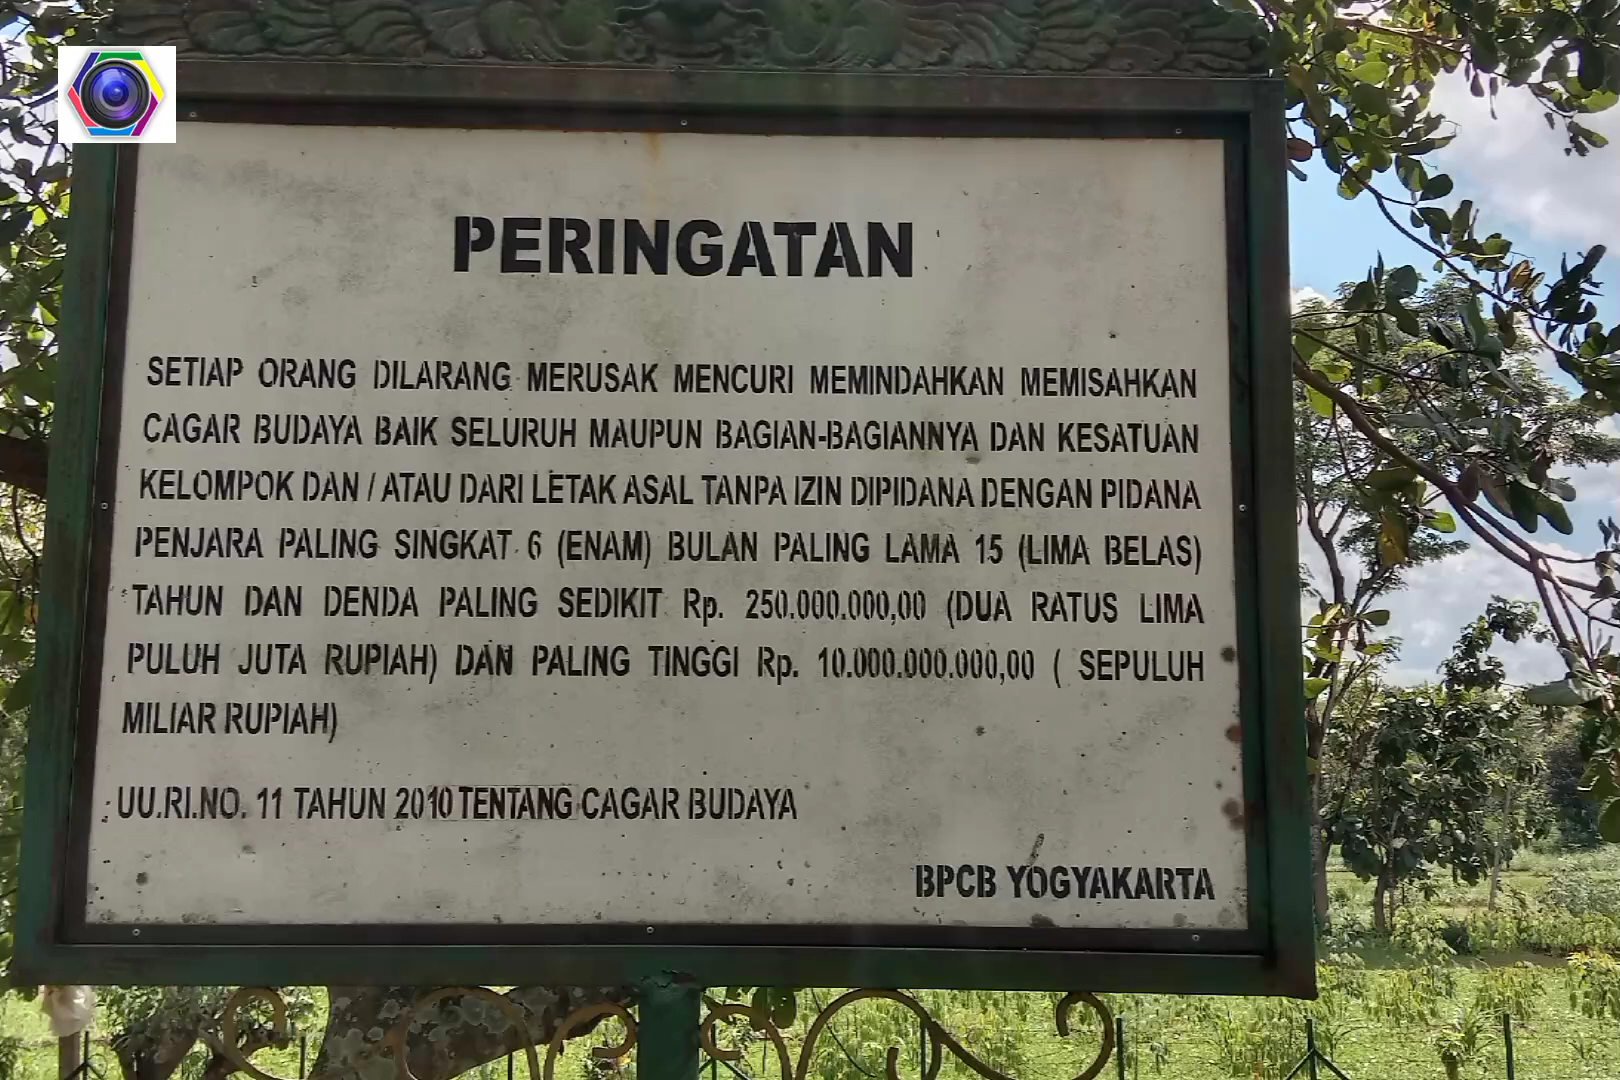 PERINGATAN
SETIAP ORANG DILARANG MERUSAK MENCURI MEMINDAHKAN MEMISAHKAN
CAGAR BUDAYA BAIK SELURUH MAUPUN BAGIAN-BAGIANNYA DAN KESATUAN
KELOMPOK DAN / ATAU DARI LETAK ASAL TANPA IZIN DIPIDANA DENGAN PIDANA
PENJARA PALING SINGKAT 6 (ENAM) BULAN PALING LAMA 15 (LIMA BELAS)
TAHUN DAN DENDA PALING SEDIKIT Rp. 250.000.000,00 (DUA RATUS LIMA
PULUH JUTA RUPIAH) DAN PALING TINGGI Rp. 10.000.000.000,00 ( SEPULUH
MILIAR RUPIAH)
UU.RI.NO. 11 TAHUN 2010 TENTANG CAGAR BUDAYA
BPCB YOGYAKARTA